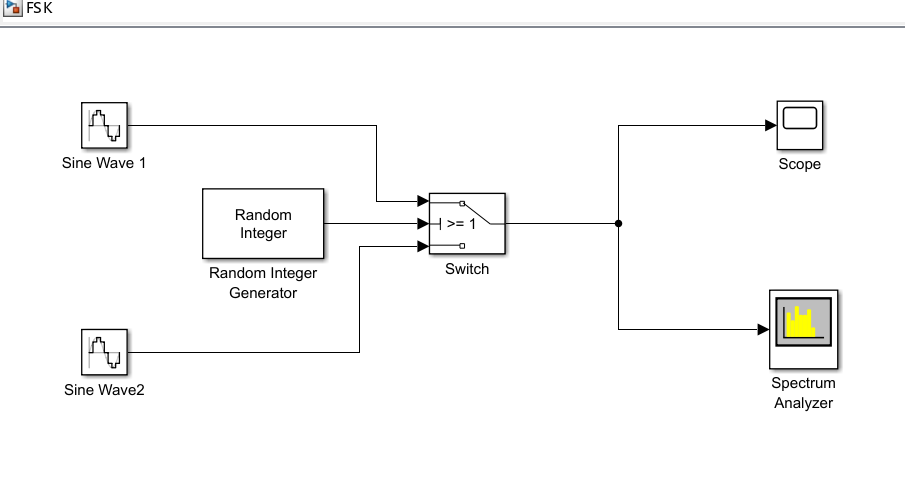 FSK
Sine Wave 1
Random
Integer
Random Integer
Generator
>= 1
Switch
Scope
Sine Wave2
Spectrum
Analyzer